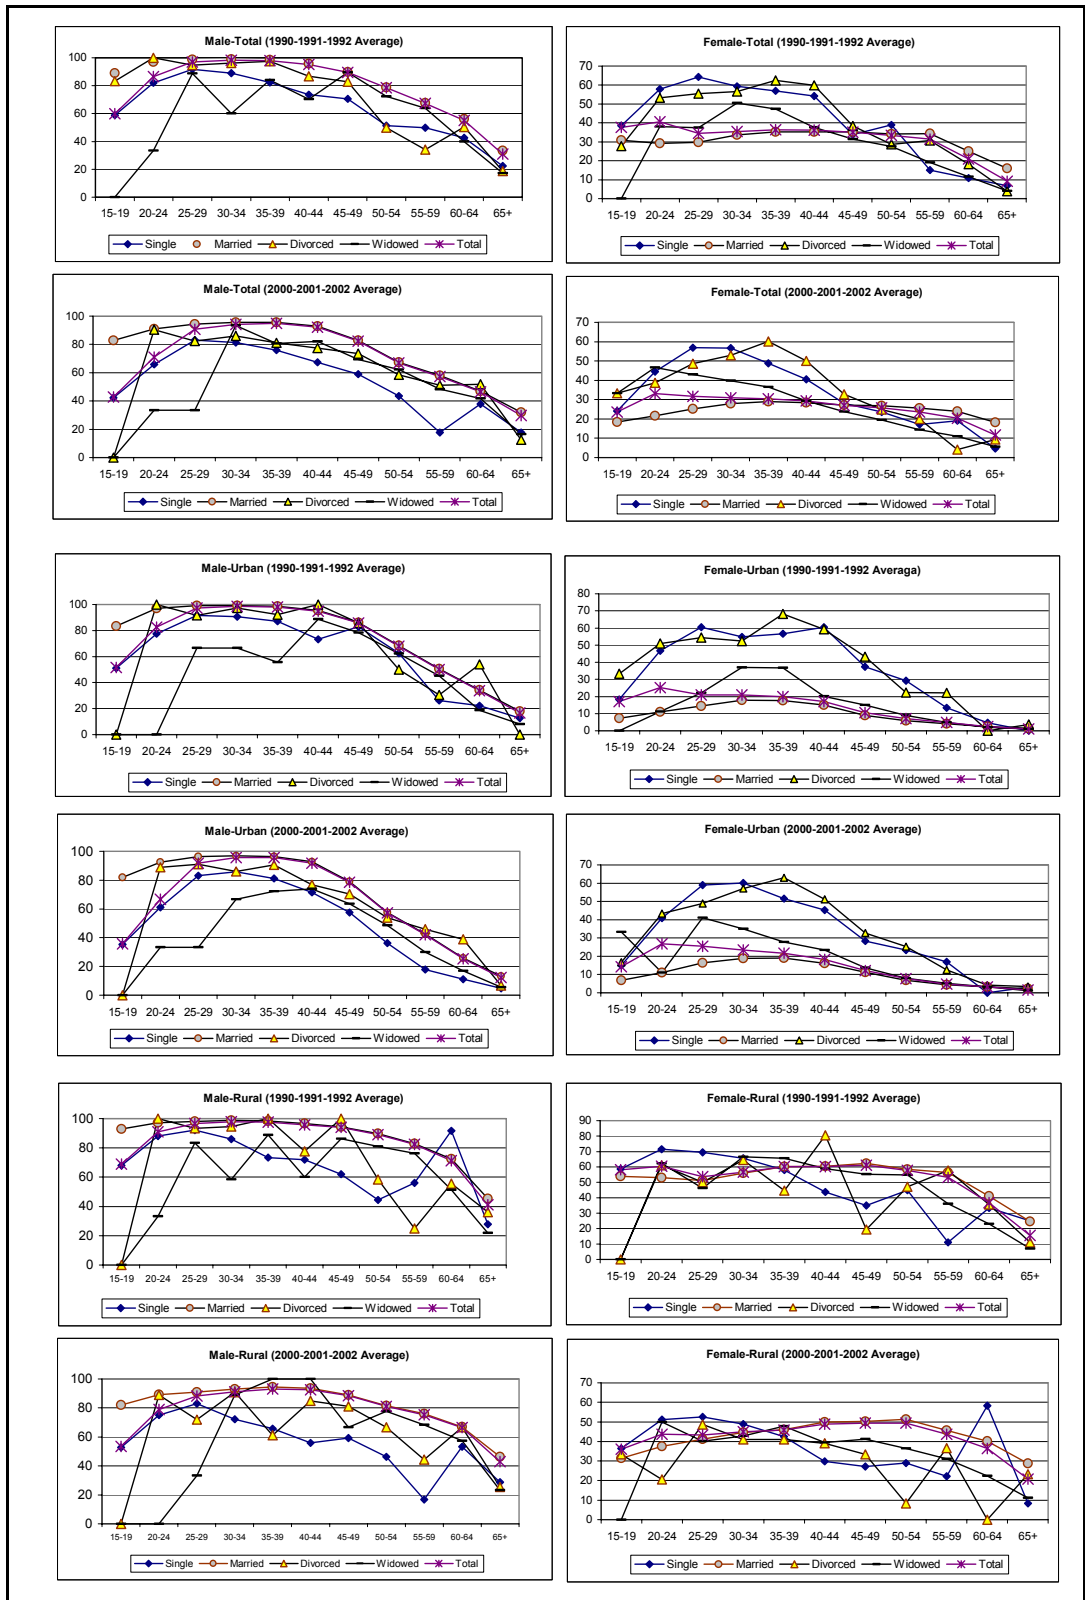 Male-Total (1990-1991-1992 Average)
100
80
60
40
20
0
15-19 20-24 25-29 30-34 35-39 40-44 45-49 50-54 55-59 60-64 65+
Single Married Divorced Widowed Total
Female-Total (1990-1991-1992 Average)
70
60
50
40
30
20
10
0
15-19 20-24 25-29 30-34 35-39 40-44 45-49 50-54 55-59 60-64 65+
Single Married Divorced Widowed Total
Male-Total (2000-2001-2002 Average)
100
80
60
40
20
0
15-19 20-24 25-29 30-34 35-39 40-44 45-49 50-54 55-59 60-64 65+
Single Married Divorced Widowed Total
Female-Total (2000-2001-2002 Average)
70
60
50
40
30
20
10
0
15-19 20-24 25-29 30-34 35-39 40-44 45-49 50-54 55-59 60-64 65+
Single Married Divorced Widowed Total
Male-Urban (1990-1991-1992 Average)
100
80
60
40
20
0
15-19 20-24 25-29 30-34 35-39 40-44 45-49 50-54 55-59 60-64 65+
Single Married Divorced Widowed Total
Female-Urban (1990-1991-1992 Averaga)
80
70
60
50
40
30
20
10
0
15-19 20-24 25-29 30-34 35-39 40-44 45-49 50-54 55-59 60-64 65+
Single Married Divorced Widowed Total
Male-Urban (2000-2001-2002 Average)
100
80
60
40
20
0
15-19 20-24 25-29 30-34 35-39 40-44 45-49 50-54 55-59 60-64 65+
Single Married Divorced Widowed Total
Female-Urban (2000-2001-2002 Average)
70
60
50
40
30
20
10
0
15-19 20-24 25-29 30-34 35-39 40-44 45-49 50-54 55-59 60-64 65+
Single Married Divorced Widowed Total
Male-Rural (1990-1991-1992 Average)
100
80
60
40
20
0
15-19 20-24 25-29 30-34 35-39 40-44 45-49 50-54 55-59 60-64 65+
Single Married Divorced Widowed Total
Female-Rural (1990-1991-1992 Average)
90
80
70
60
50
40
30
20
10
0
15-19 20-24 25-29 30-34 35-39 40-44 45-49 50-54 55-59 60-64 65+
Single Married Divorced Widowed Total
Male-Rural (2000-2001-2002 Average)
100
80
60
40
20
0
15-19 20-24 25-29 30-34 35-39 40-44 45-49 50-54 55-59 60-64 65+
Single Married Divorced Widowed Total
Female-Rural (2000-2001-2002 Average)
70
60
50
40
30
20
10
0
15-19 20-24 25-29 30-34 35-39 40-44 45-49 50-54 55-59 60-64 65+
Single Married Divorced Widowed Total